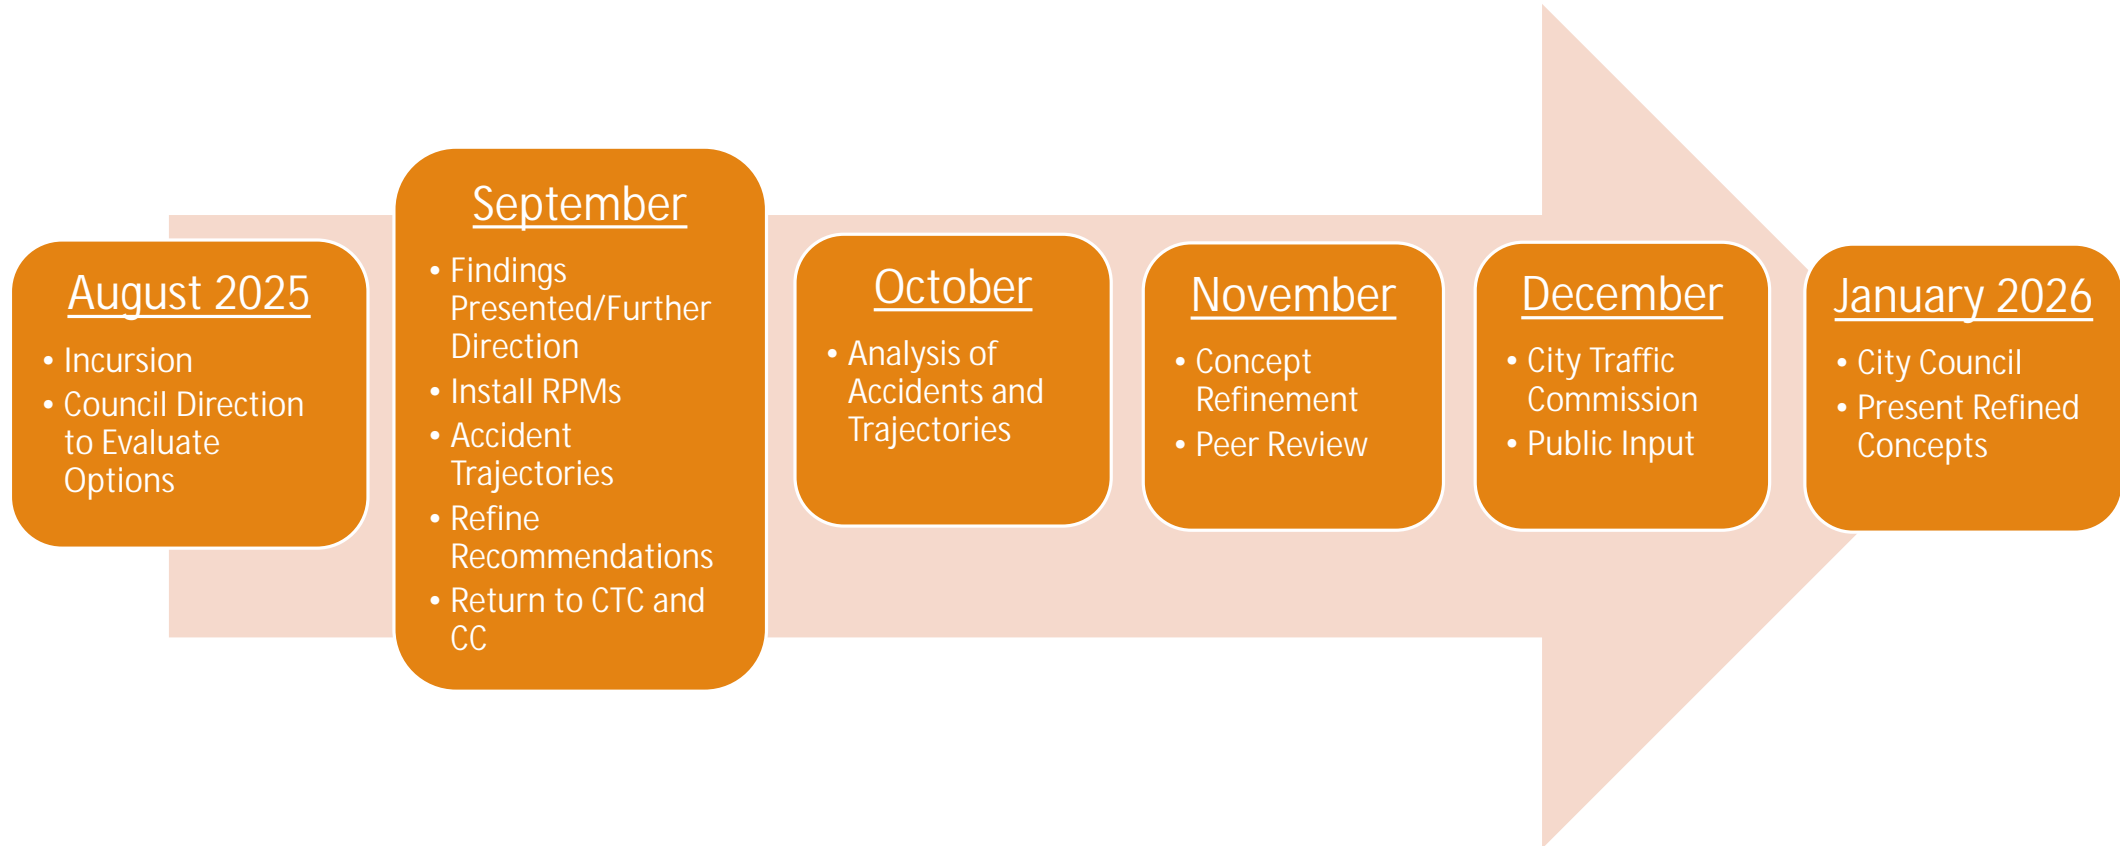 August 2025
• Incursion
• Council Direction
to Evaluate
Options
September
• Findings
Presented/Further
Direction
• Install RPMs
• Accident
Trajectories
• Refine
Recommendations
• Return to CTC and
CC
October
• Analysis of
Accidents and
Trajectories
November
• Concept
Refinement
• Peer Review
December
• City Traffic
Commission
• Public Input
January 2026
• City Council
• Present Refined
Concepts